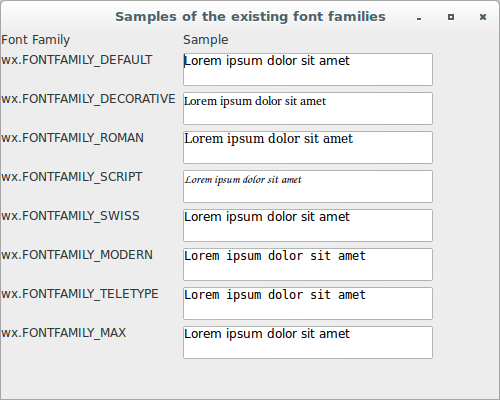 Samples of the existing font families
Font Family Sample
wx.FONTFAMILY_DEFAULT Lorem ipsum dolor sit amet
wx.FONTFAMILY_DECORATIVE Lorem ipsum dolor sit amet
wx.FONTFAMILY_ROMAN Lorem ipsum dolor sit amet
wx.FONTFAMILY_SCRIPT Lorem ipsum dolor sit amet
wx.FONTFAMILY_SWISS Lorem ipsum dolor sit amet
wx.FONTFAMILY_MODERN Lorem ipsum dolor sit amet
wx.FONTFAMILY_TELETYPE Lorem ipsum dolor sit amet
wx.FONTFAMILY_MAX Lorem ipsum dolor sit amet